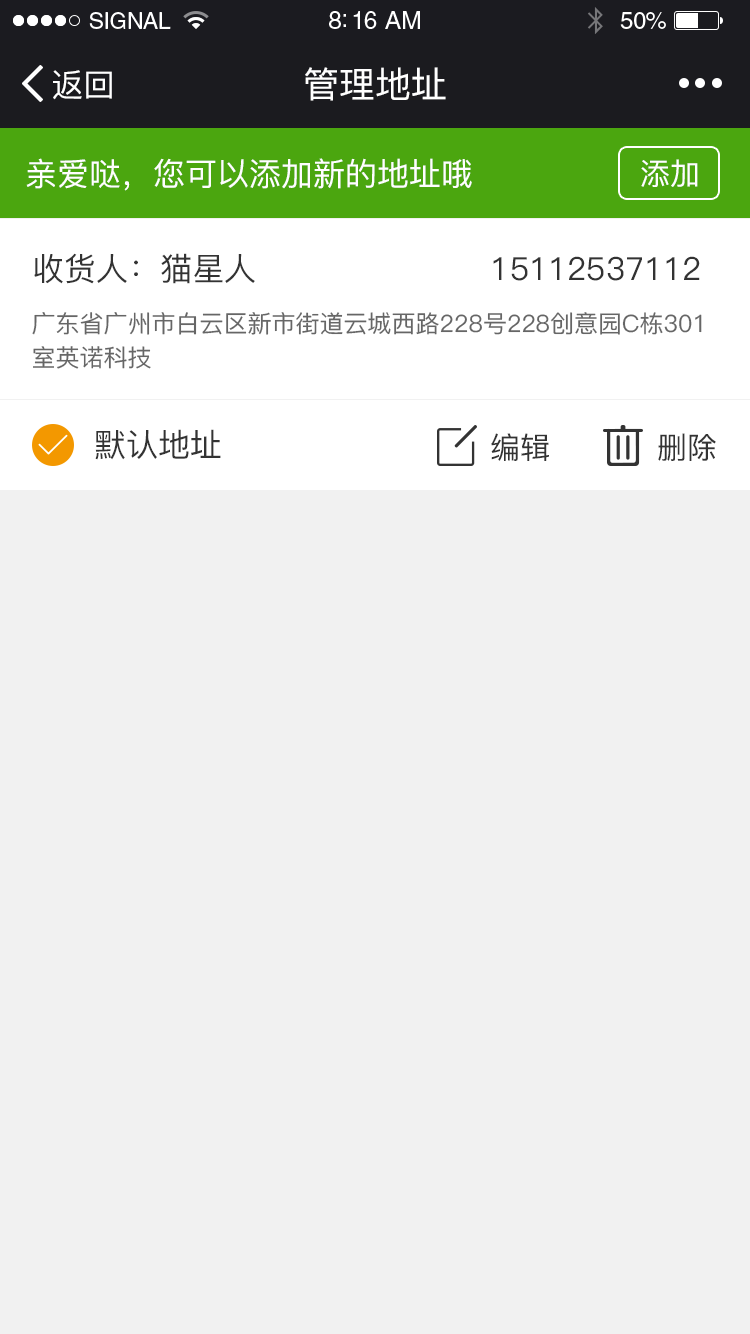 SIGNAL 8:16 AM 50%
返回 管理地址
亲爱哒，您可以添加新的地址哦 添加
收货人：猫星人 15112537112
广东省广州市白云区新市街道云城西路228号228创意园C栋301
室英诺科技
默认地址 编辑 删除